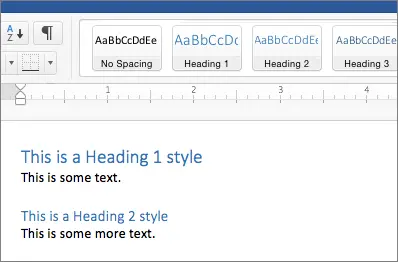 A
Z
¶
AaBbCcDdEe
AaBbCcDc
AaBbCcDdEe
AaBbCcDdEe
No Spacing
Heading 1
Heading 2
Heading 3
1 2 3 4
This is a Heading 1 style
This is some text.
This is a Heading 2 style
This is some more text.